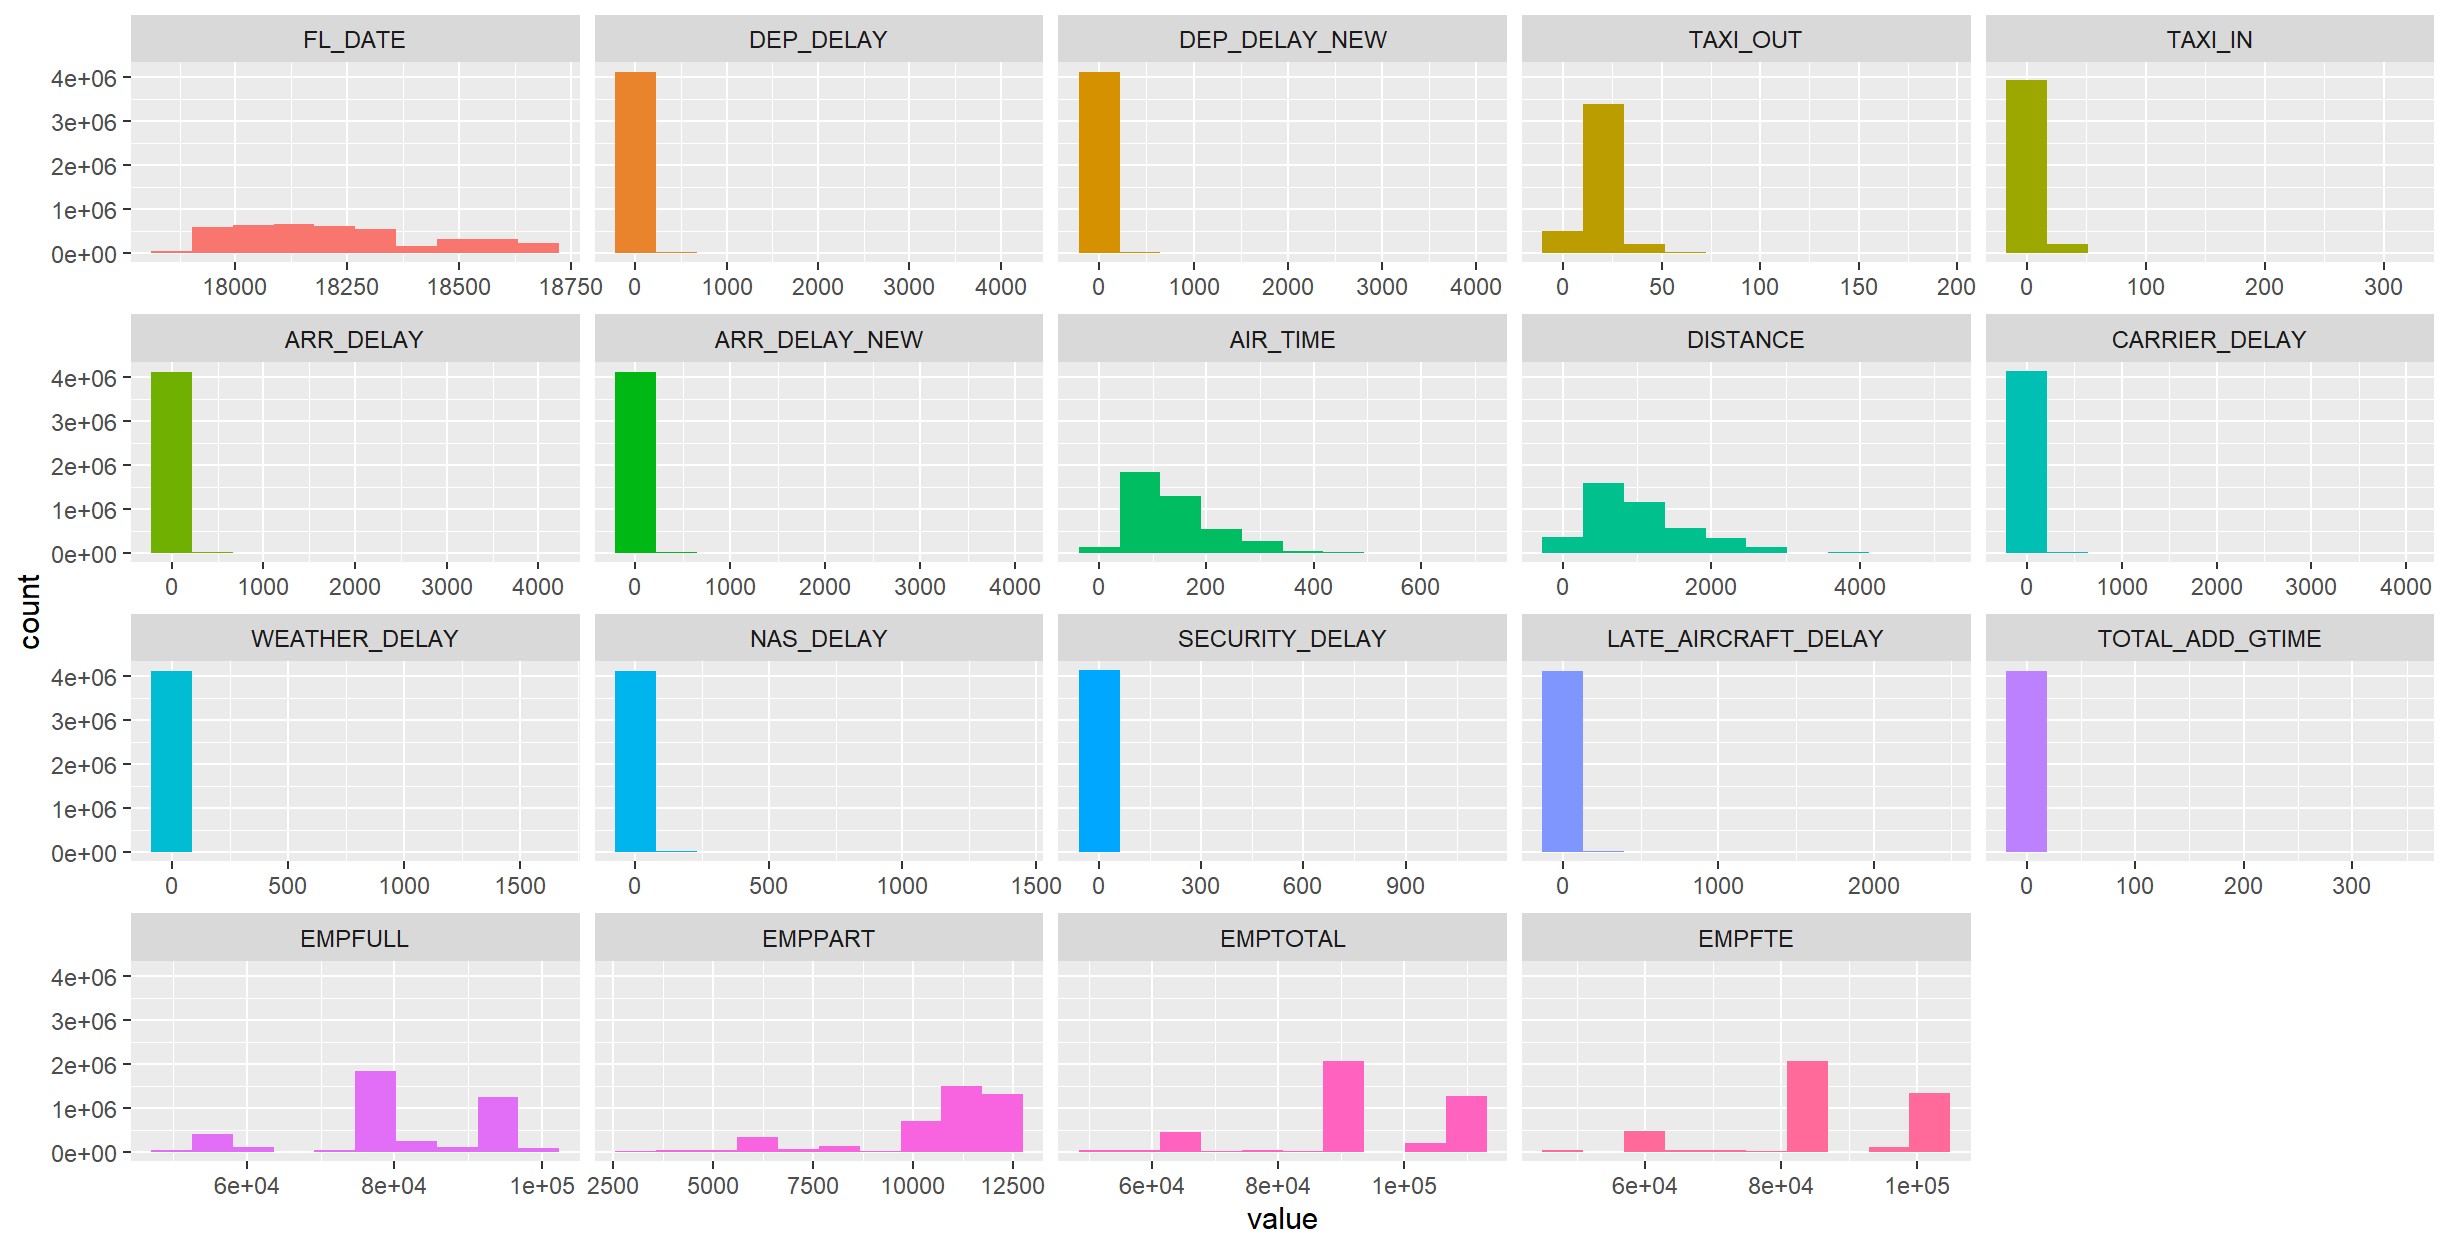 FL_DATE DEP_DELAY DEP_DELAY_NEW TAXI_OUT TAXI_IN
4e+06
3e+06
2e+06
1e+06
0e+00
18000 18250 18500 18750 0 1000 2000 3000 4000 0 1000 2000 3000 4000 0 50 100 150 200 0 100 200 300
ARR_DELAY ARR_DELAY_NEW AIR_TIME DISTANCE CARRIER_DELAY
4e+06
3e+06
2e+06
1e+06
0e+00
0 1000 2000 3000 4000 0 1000 2000 3000 4000 0 200 400 600 0 2000 4000 0 1000 2000 3000 4000
count
WEATHER_DELAY NAS_DELAY SECURITY_DELAY LATE_AIRCRAFT_DELAY TOTAL_ADD_GTIME
4e+06
3e+06
2e+06
1e+06
0e+00
0 500 1000 1500 0 500 1000 1500 0 300 600 900 0 1000 2000 0 100 200 300
EMPFULL EMPPART EMPTOTAL EMPFTE
4e+06
3e+06
2e+06
1e+06
0e+00
6e+04 8e+04 1e+05 2500 5000 7500 10000 12500 6e+04 8e+04 1e+05 6e+04 8e+04 1e+05
value